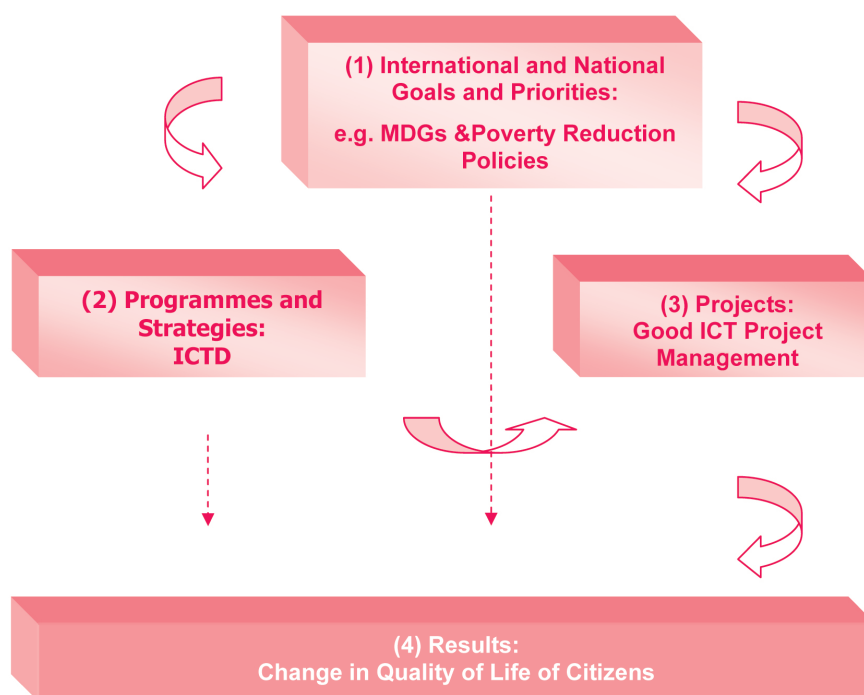 (1) International and National
Goals and Priorities:
e.g. MDGs &Poverty Reduction
Policies
(2) Programmes and
Strategies:
ICTD
(3) Projects:
Good ICT Project
Management
(4) Results:
Change in Quality of Life of Citizens